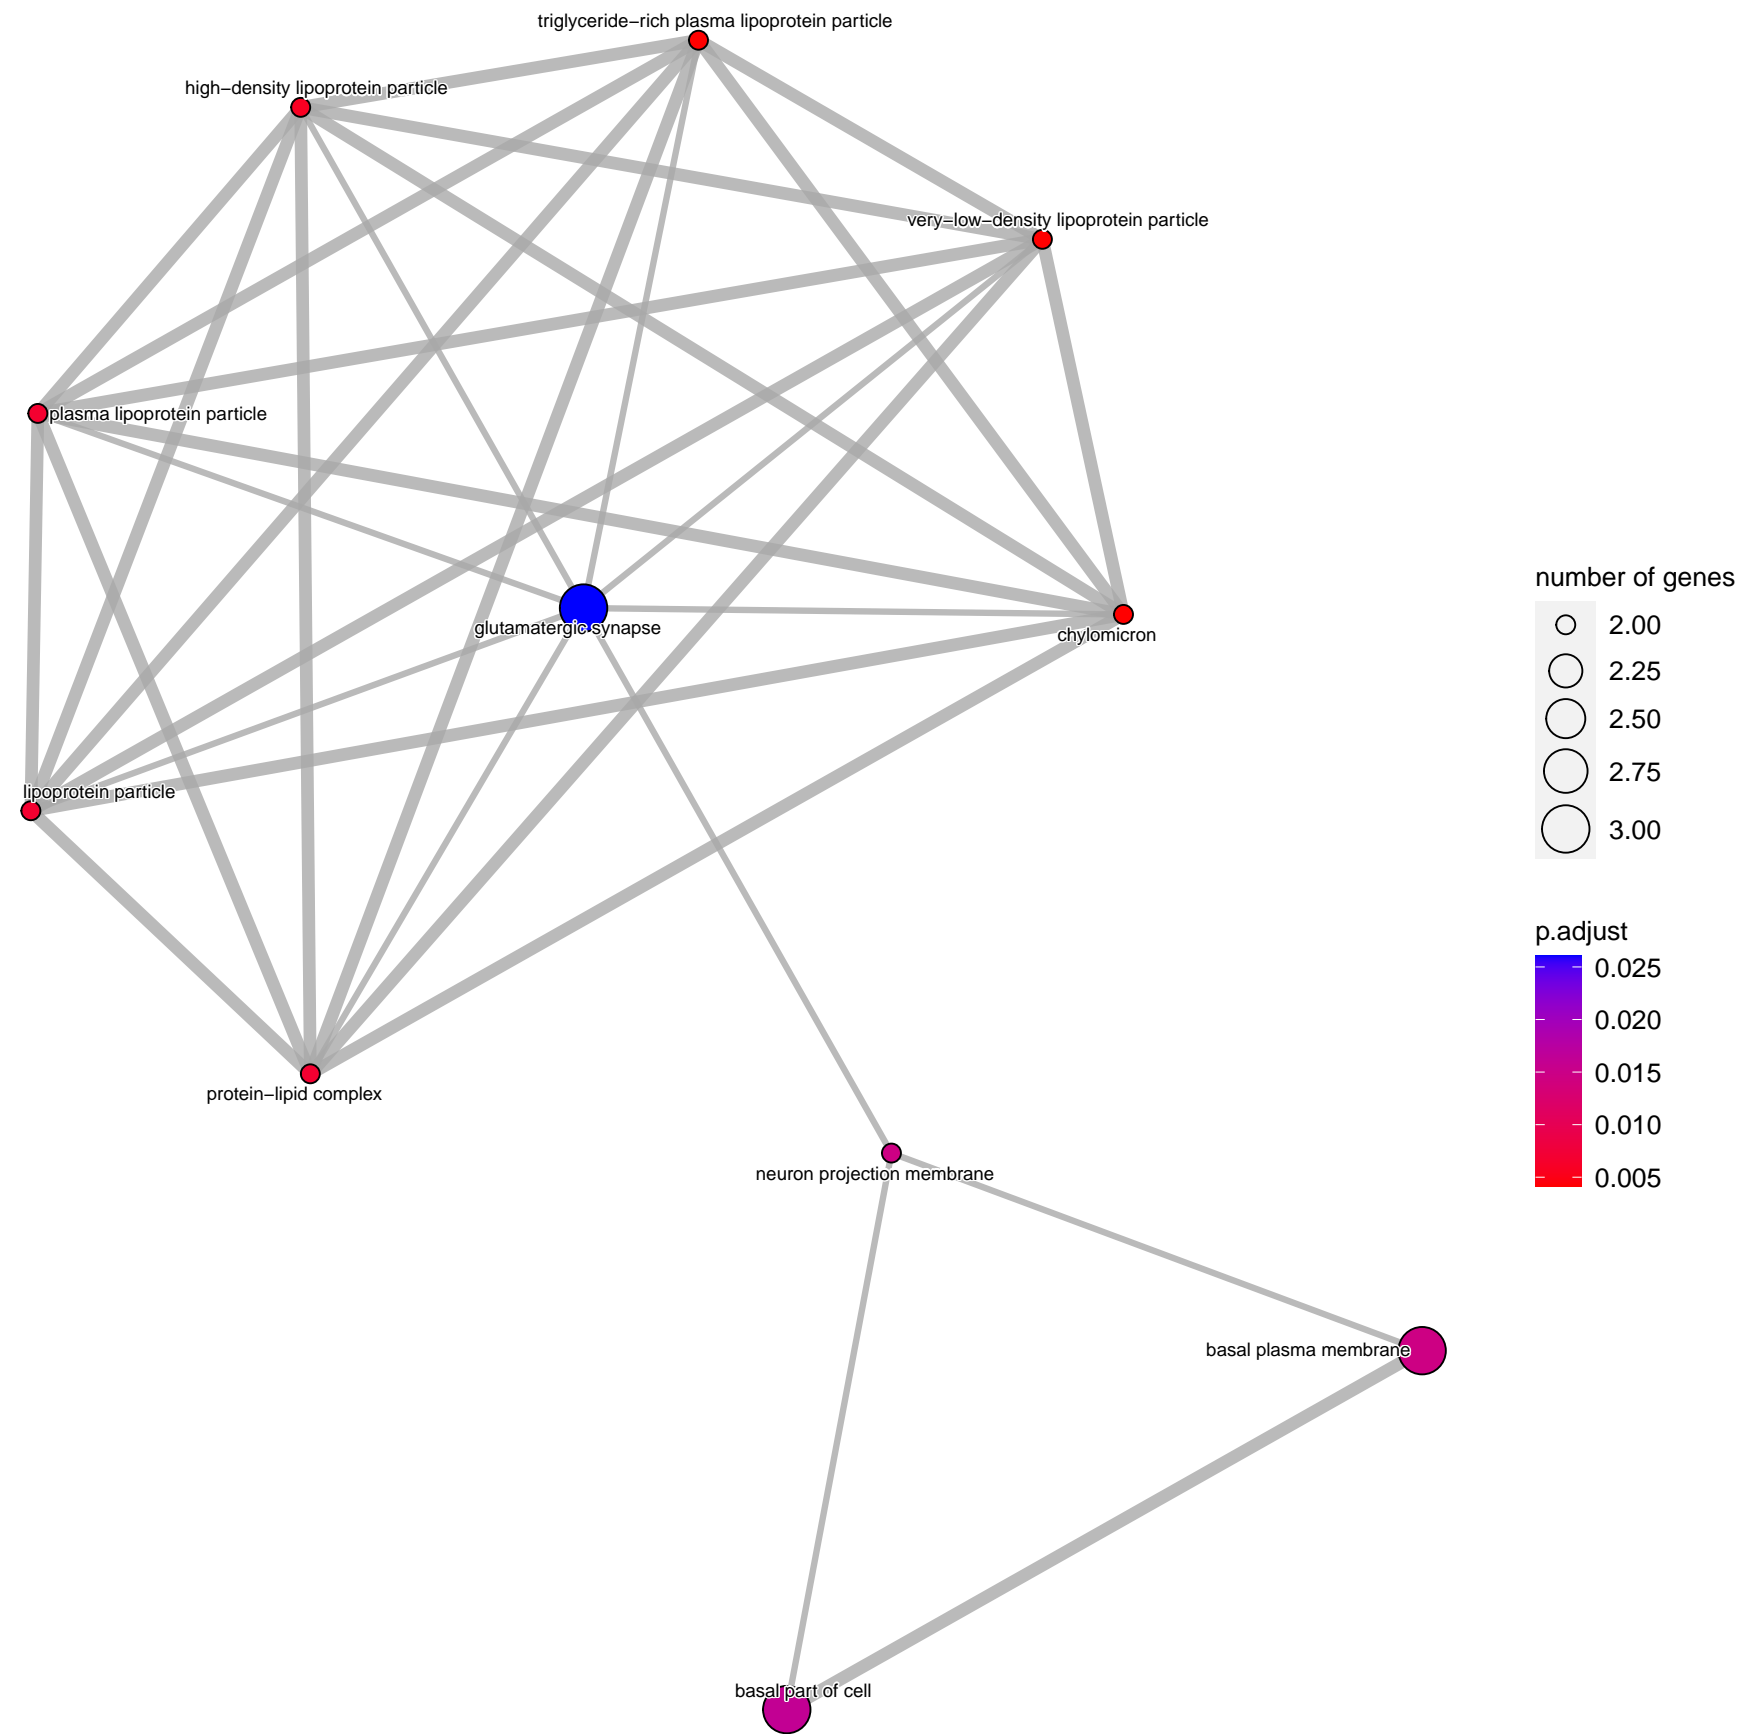 triglyceride−rich plasma lipoprotein particle
high−density lipoprotein particle
very−low−density lipoprotein particle
plasma lipoprotein particle
glutamatergic synapse
chylomicron
lipoprotein particle
protein−lipid complex
neuron projection membrane
basal plasma membrane
basal part of cell
number of genes
2.00
2.25
2.50
2.75
3.00
p.adjust
0.025
0.020
0.015
0.010
0.005